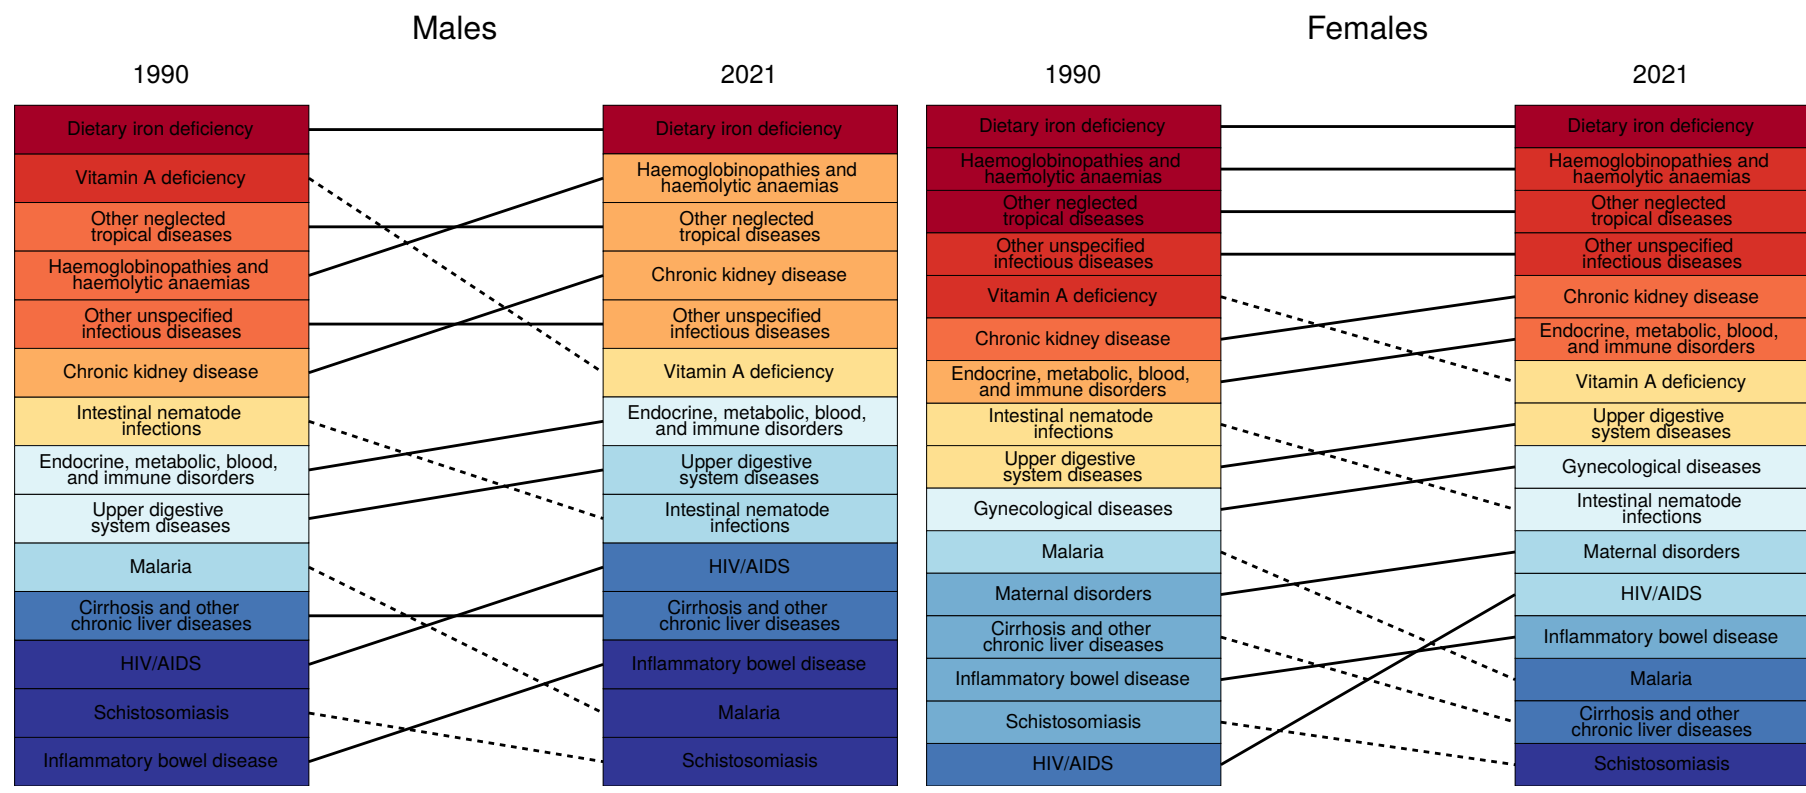 Males
1990
2021
Dietary iron deficiency
Vitamin A deficiency
Other neglected
tropical diseases
Haemoglobinopathies and
haemolytic anaemias
Other unspecified
infectious diseases
Chronic kidney disease
Intestinal nematode
infections
Endocrine, metabolic, blood,
and immune disorders
Upper digestive
system diseases
Malaria
Cirrhosis and other
chronic liver diseases
HIV/AIDS
Schistosomiasis
Inflammatory bowel disease
Dietary iron deficiency
Haemoglobinopathies and
haemolytic anaemias
Other neglected
tropical diseases
Chronic kidney disease
Other unspecified
infectious diseases
Vitamin A deficiency
Endocrine, metabolic, blood,
and immune disorders
Upper digestive
system diseases
Intestinal nematode
infections
HIV/AIDS
Cirrhosis and other
chronic liver diseases
Inflammatory bowel disease
Malaria
Schistosomiasis
Females
1990
2021
Dietary iron deficiency
Haemoglobinopathies and
haemolytic anaemias
Other neglected
tropical diseases
Other unspecified
infectious diseases
Vitamin A deficiency
Chronic kidney disease
Endocrine, metabolic, blood,
and immune disorders
Intestinal nematode
infections
Upper digestive
system diseases
Gynecological diseases
Malaria
Maternal disorders
Cirrhosis and other
chronic liver diseases
Inflammatory bowel disease
Schistosomiasis
HIV/AIDS
Dietary iron deficiency
Haemoglobinopathies and
haemolytic anaemias
Other neglected
tropical diseases
Other unspecified
infectious diseases
Chronic kidney disease
Endocrine, metabolic, blood,
and immune disorders
Vitamin A deficiency
Upper digestive
system diseases
Gynecological diseases
Intestinal nematode
infections
Maternal disorders
HIV/AIDS
Inflammatory bowel disease
Malaria
Cirrhosis and other
chronic liver diseases
Schistosomiasis